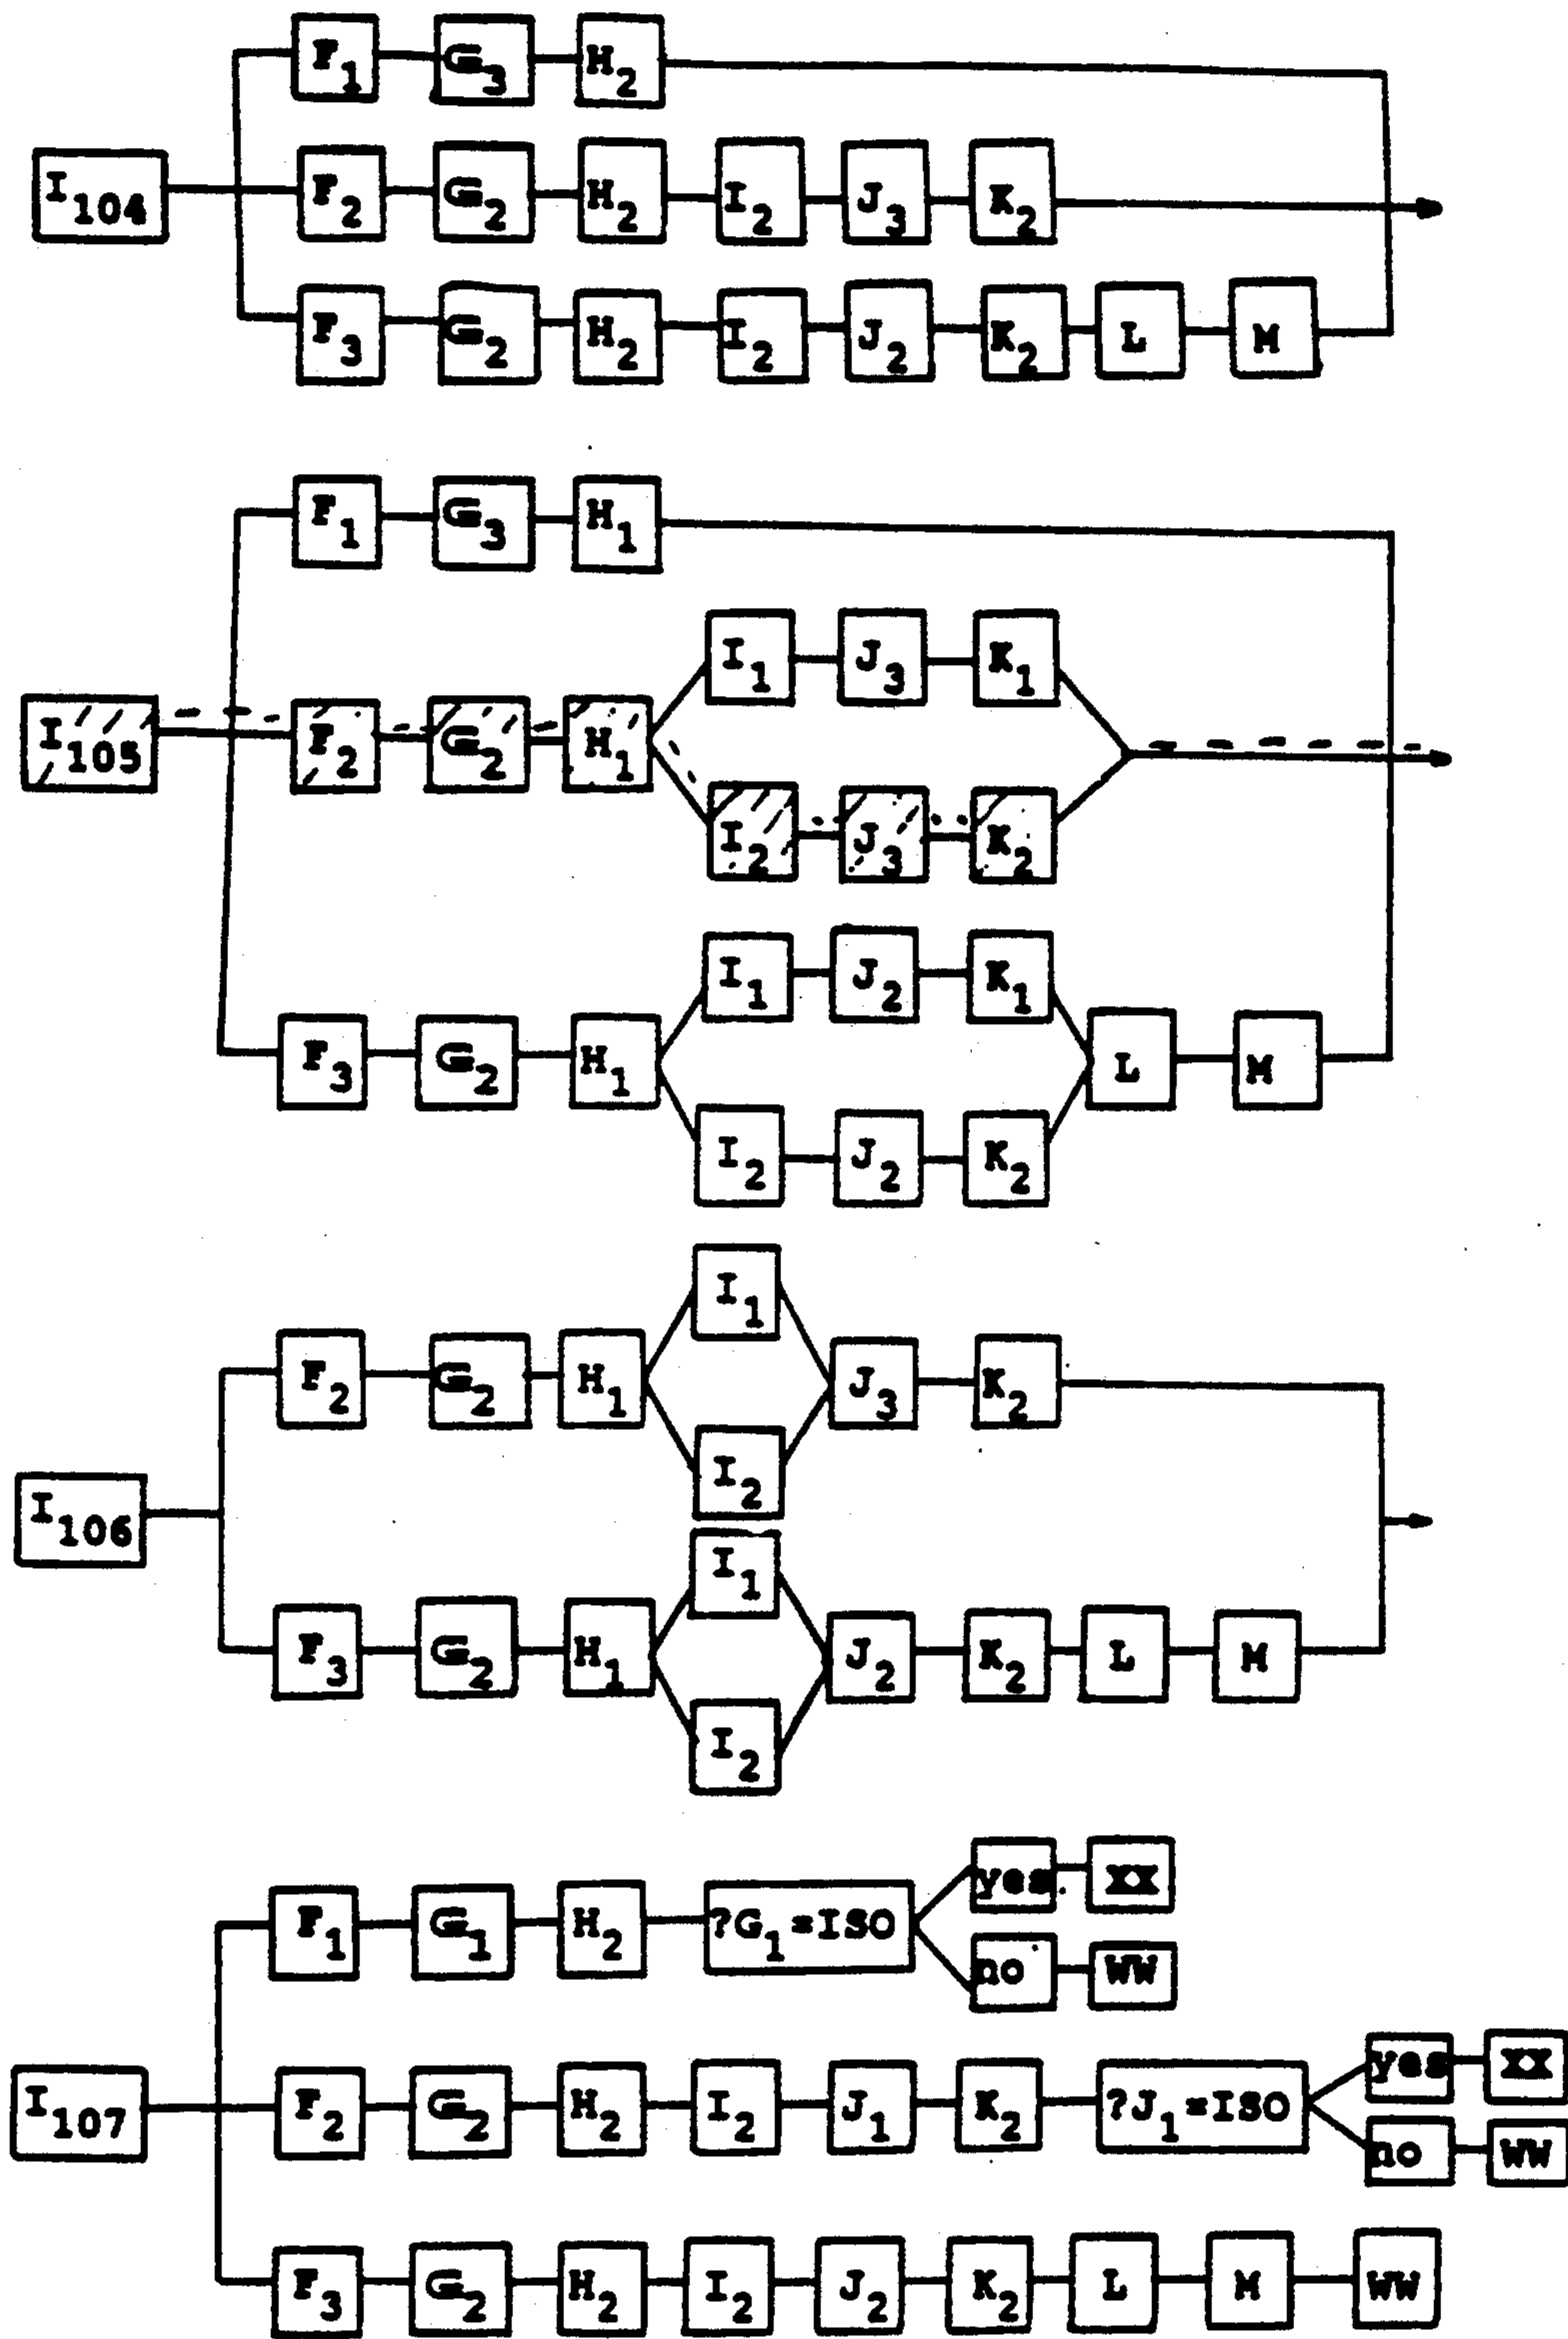 F1 G3 H2
I104 F2 G2 H2 I2 J3 K2
F3 G2 H2 I2 J2 K2 L M
F1 G3 H1
I1 J3 K1
I105 F2 G2 H1
I2 J3 K2
I1 J2 K1
F3 G2 H1 L M
I2 J2 K2
I1
F2 G2 H1 J3 K2
I2
I106
I1
F3 G2 H1 J2 K2 L M
I2
yes XX
F1 G1 H2 ?G1=ISO
no WW
yes XX
I107 F2 G2 H2 I2 J1 K2 ?J1=ISO
no WW
F3 G2 H2 I2 J2 K2 L M WW